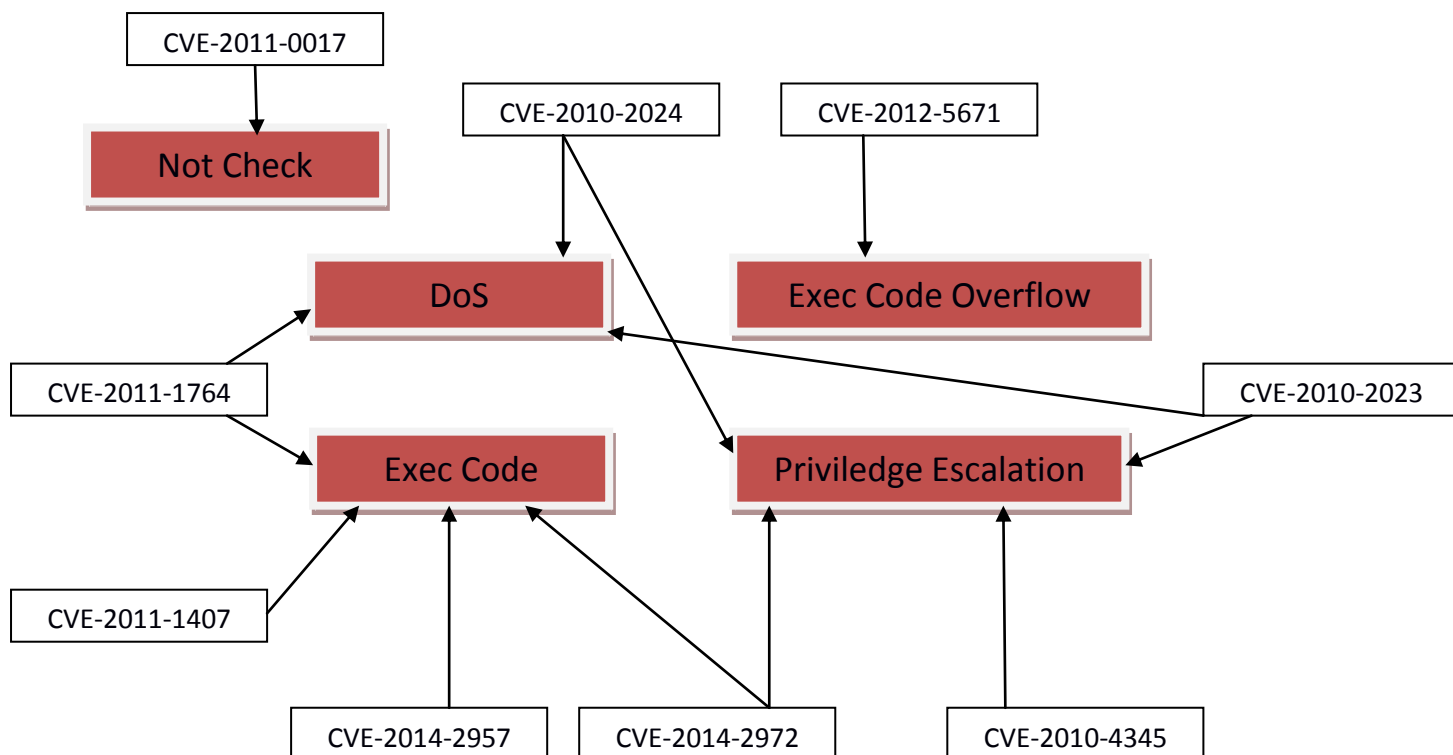 CVE-2011-0017
CVE-2010-2024
CVE-2012-5671
Not Check
DoS
Exec Code Overflow
CVE-2011-1764
CVE-2010-2023
Exec Code
Priviledge Escalation
CVE-2011-1407
CVE-2014-2957
CVE-2014-2972
CVE-2010-4345